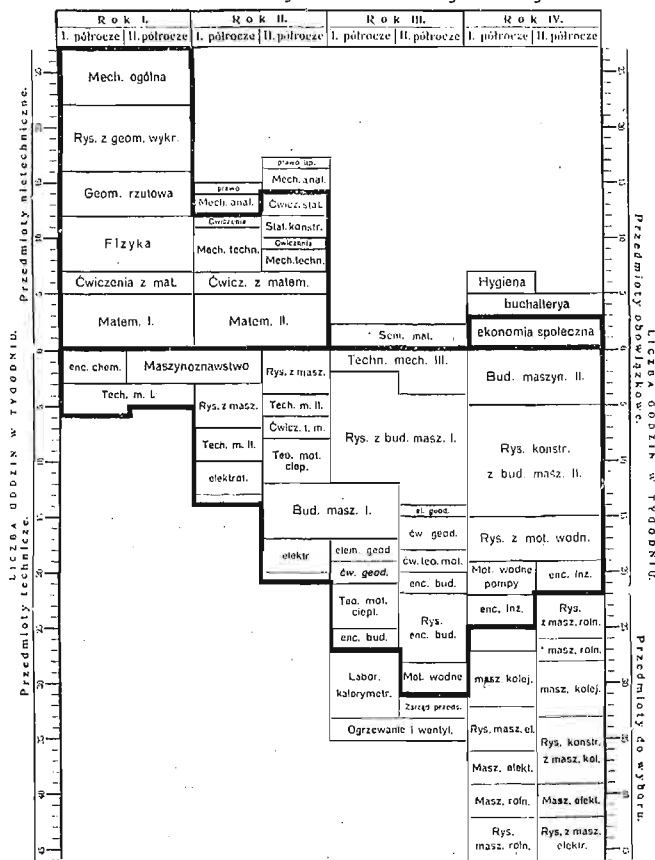 Rok I. Rok II. Rok III. Rok IV.
I. półrocze II. półrocze I. półrocze II. półrocze I. półrocze II. półrocze I. półrocze II. półrocze
Przedmioty nietechniczne.
LICZBA GODZIN W TYGODNIU.
Przedmioty techniczne.
Mech. ogólna
Rys. z geom. wykr.
Geom. rzutowa
Fizyka
Ćwiczenia z mat.
Matem. I.
enc. chem.
Maszynoznawstwo
Tech. m. I.
prawo
Mech. anal.
Ćwiczenia
Mech. techn.
Ćwicz. z matem.
Matem. II.
Rys. z masz.
Tech. m. II.
elektrot.
prawo
Mech. anal.
Ćwicz. stat.
Stat. konstr.
Ćwiczenia
Mech. techn.
Rys. z masz.
Tech. m. II.
Ćwicz. t. m.
Teo. mot.
ciep.
Bud. masz. I.
elektr
Sem. mat.
Techn. mech. III.
Rys. z bud. masz. I.
elem. geod
ćw. geod.
Teo. mot.
ciepl.
enc. bud.
Labor.
kalorymetr.
Ogrzewanie i wentyl.
el. geod.
ćw. geod.
ćw. teo. mot.
enc. bud.
Rys.
enc. bud.
Mot. wodne
Zarząd przeds.
Hygiena
buchalterya
ekonomia społeczna
Bud. maszyn. II.
Rys. konstr.
z bud. masz. II.
Rys. z mot. wodn.
Mot. wodne
pompy
enc. inż.
masz. kolej.
Rys. masz. el.
Masz. elekt.
Masz. roln.
Rys.
masz. roln.
enc. inż.
Rys.
z masz. roln.
masz. roln.
masz. kolej.
Rys. konstr.
z masz. kol.
Masz. elekt.
Rys. z masz.
elektr.
Przedmioty obowiązkowe.
LICZBA GODZIN W TYGODNIU.
Przedmioty do wyboru.